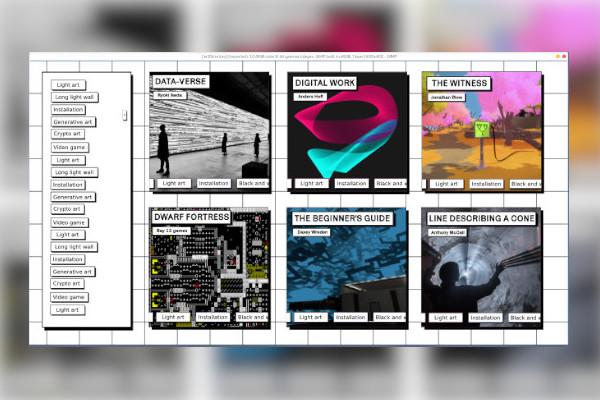 Light art
Long light wall
Installation
Generative art
Crypto art
Video game
Light art
Long light wall
Installation
Generative art
Crypto art
Video game
Light art
Long light wall
Installation
Generative art
Crypto art
Video game
Light art
DATA-VERSE
Ryoki Ikeda
Light art
Installation
Black and
DIGITAL WORK
Anders Hoff
Light art
Installation
Black and
THE WITNESS
Jonathan Blow
Light art
Installation
Black and
DWARF FORTRESS
Bay 12 games
Light art
Installation
Black and
THE BEGINNER'S GUIDE
Davey Wreden
Light art
Installation
Black and
LINE DESCRIBING A CONE
Anthony McCall
Light art
Installation
Black and